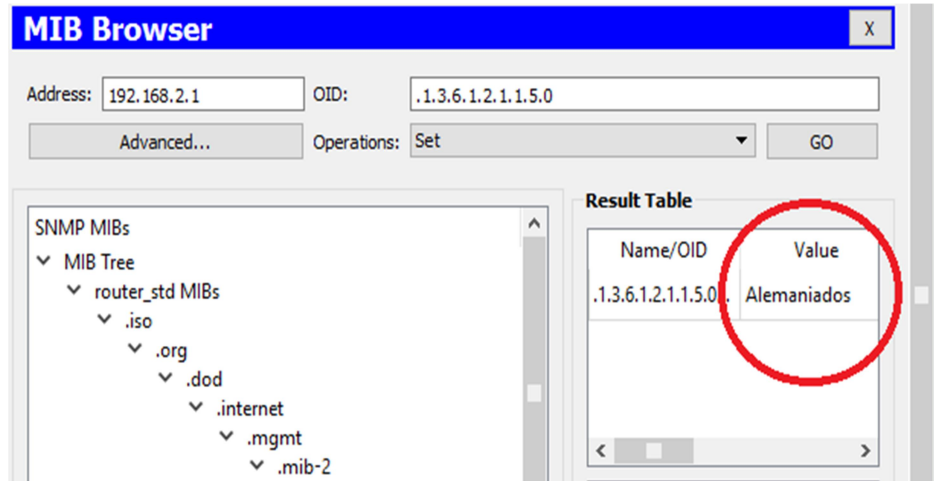 MIB Browser X
Address: 192.168.2.1 OID: .1.3.6.1.2.1.1.5.0
Advanced... Operations: Set GO
Result Table
SNMP MIBs
Name/OID Value
MIB Tree
router_std MIBs
.1.3.6.1.2.1.1.5.0... Alemaniados
.iso
.org
.dod
.internet
.mgmt
.mib-2